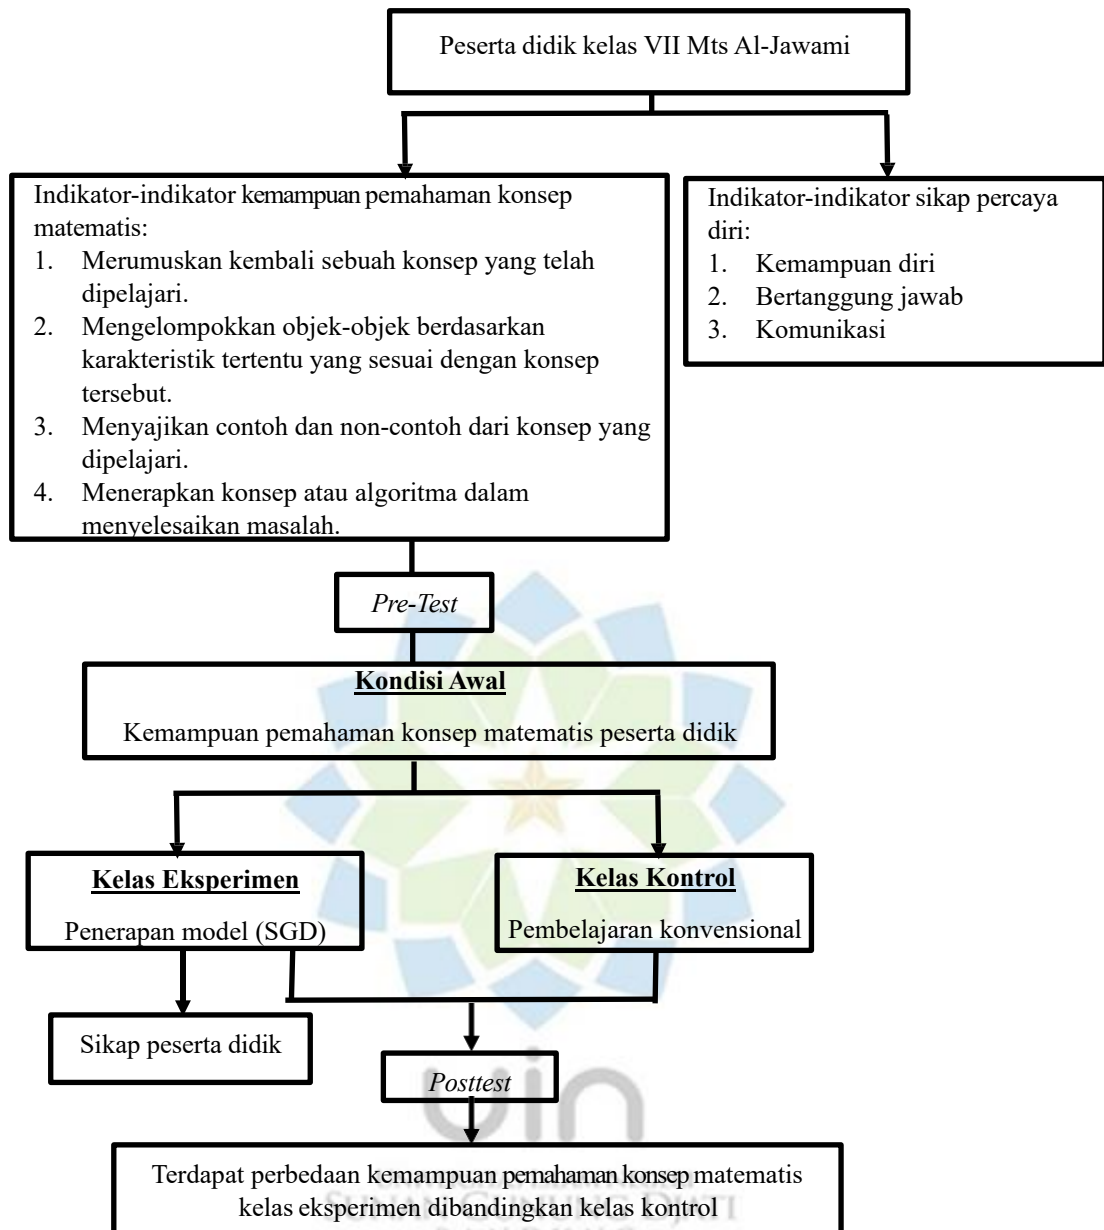 Peserta didik kelas VII Mts Al-Jawami
Indikator-indikator kemampuan pemahaman konsep
matematis:
1. Merumuskan kembali sebuah konsep yang telah
dipelajari.
2. Mengelompokkan objek-objek berdasarkan
karakteristik tertentu yang sesuai dengan konsep
tersebut.
3. Menyajikan contoh dan non-contoh dari konsep yang
dipelajari.
4. Menerapkan konsep atau algoritma dalam
menyelesaikan masalah.
Indikator-indikator sikap percaya
diri:
1. Kemampuan diri
2. Bertanggung jawab
3. Komunikasi
Pre-Test
Kondisi Awal
Kemampuan pemahaman konsep matematis peserta didik
Kelas Eksperimen
Penerapan model (SGD)
Kelas Kontrol
Pembelajaran konvensional
Sikap peserta didik
Posttest
uin
Terdapat perbedaan kemampuan pemahaman konsep matematis
kelas eksperimen dibandingkan kelas kontrol
SUNAN GUNUNG DJATI